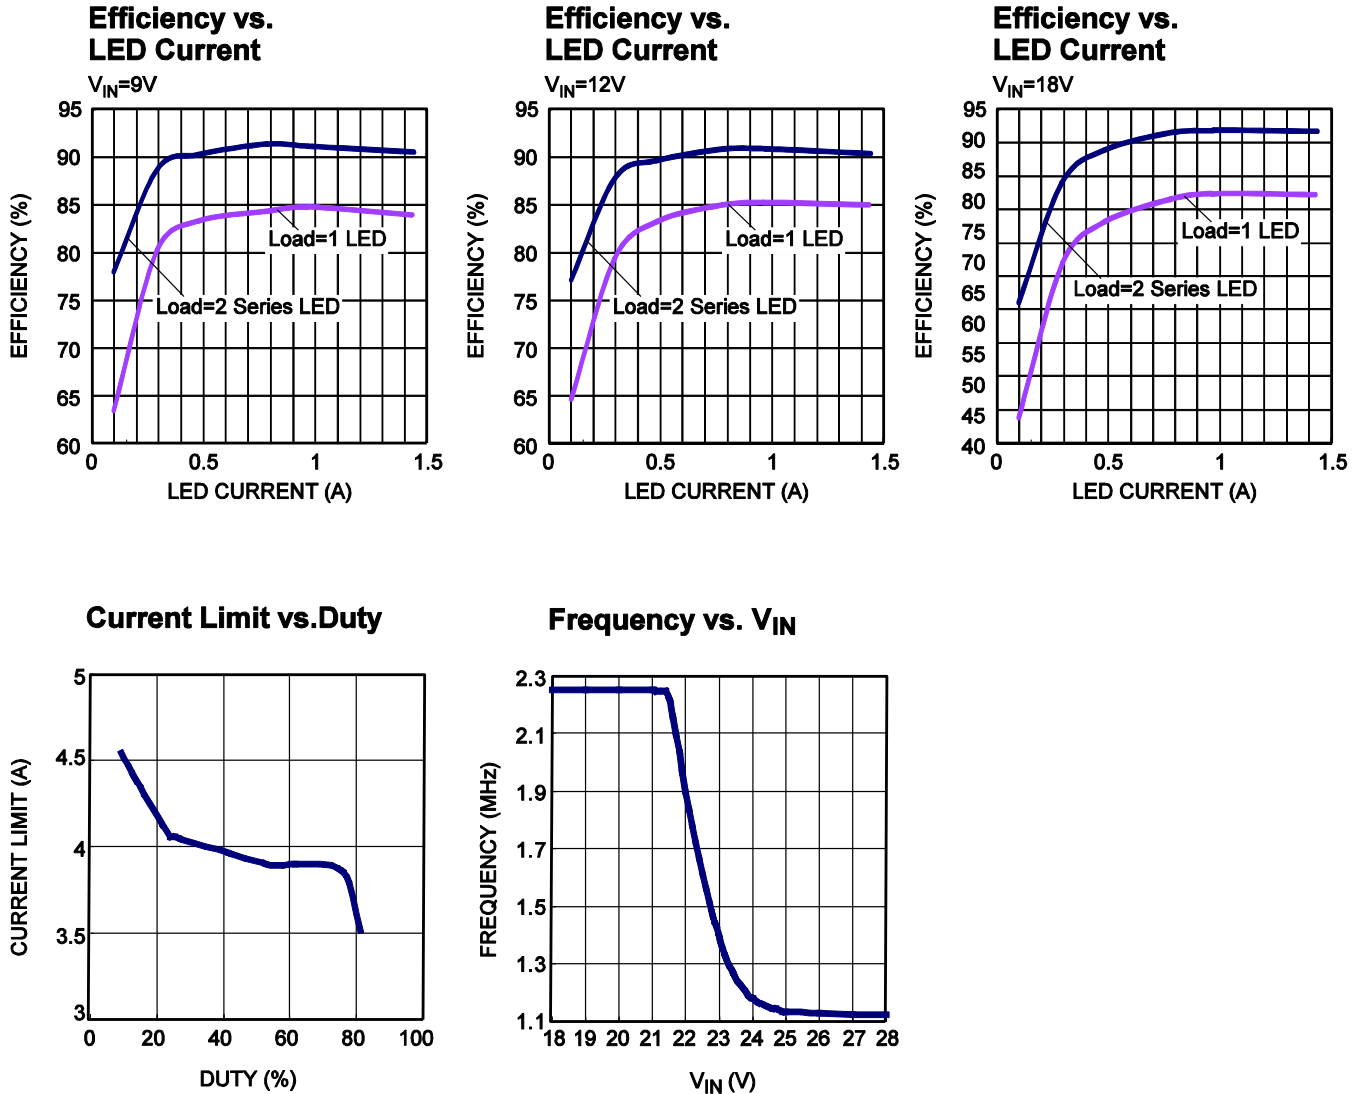 Efficiency vs.
LED Current
VIN=9V
95
90
85
80
75
70
65
60
0
0.5
1
1.5
EFFICIENCY (%)
LED CURRENT (A)
Load=1 LED
Load=2 Series LED
Efficiency vs.
LED Current
VIN=12V
95
90
85
80
75
70
65
60
0
0.5
1
1.5
EFFICIENCY (%)
LED CURRENT (A)
Load=1 LED
Load=2 Series LED
Efficiency vs.
LED Current
VIN=18V
95
90
85
80
75
70
65
60
55
50
45
40
0
0.5
1
1.5
EFFICIENCY (%)
LED CURRENT (A)
Load=1 LED
Load=2 Series LED
Current Limit vs.Duty
5
4.5
4
3.5
3
0
20
40
60
80
100
CURRENT LIMIT (A)
DUTY (%)
Frequency vs. VIN
2.3
2.1
1.9
1.7
1.5
1.3
1.1
18 19 20 21 22 23 24 25 26 27 28
FREQUENCY (MHz)
VIN (V)